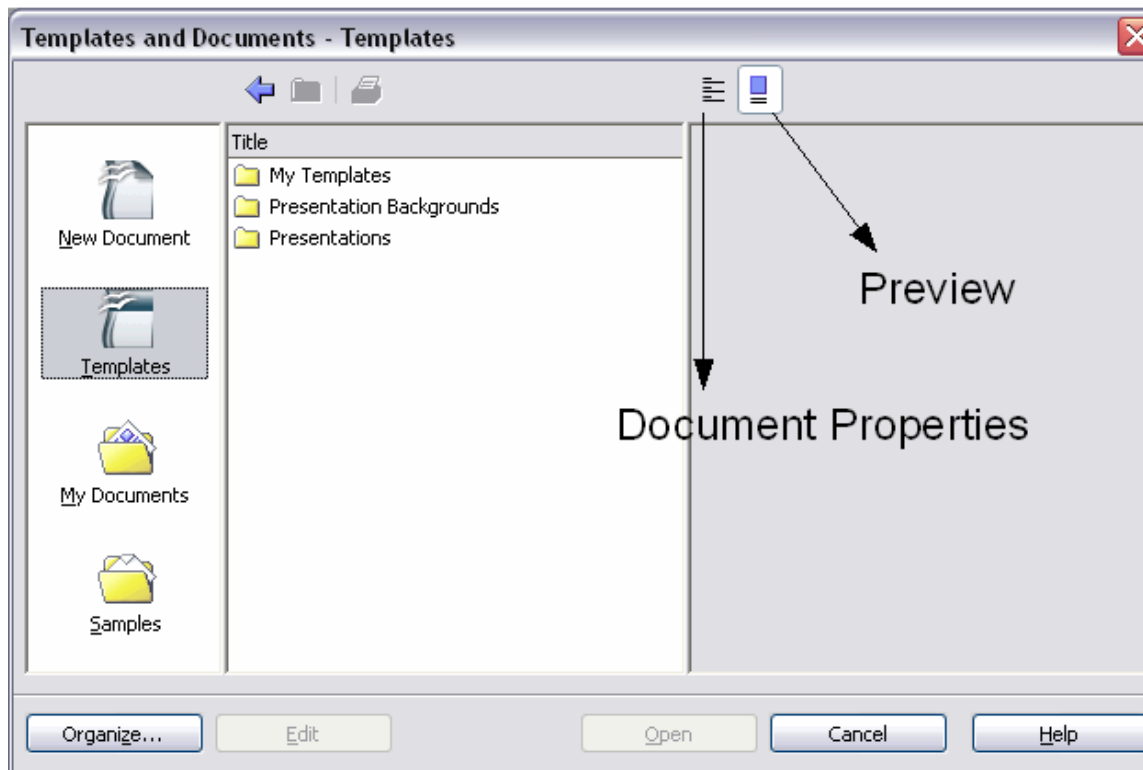 Templates and Documents - Templates
Title
My Templates
Presentation Backgrounds
Presentations
New Document
Templates
My Documents
Samples
Preview
Document Properties
Organize...
Edit
Open
Cancel
Help